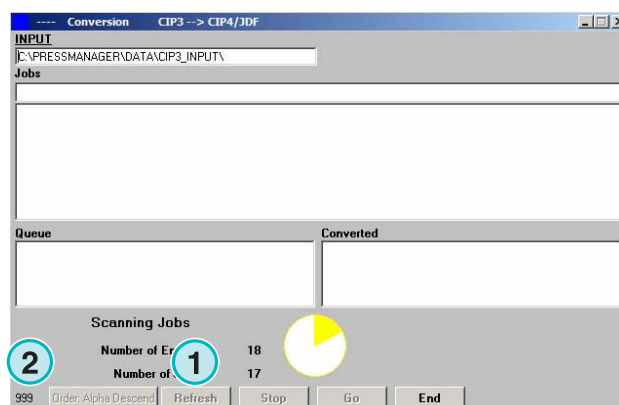 ---- Conversion CIP3 --> CIP4/JDF
INPUT
C:\PRESSMANAGER\DATA\CIP3_INPUT\
Jobs
Queue Converted
Scanning Jobs
Number of 18
2 1
Number of 17
999 Order: Alpha Descend Refresh Stop Go End